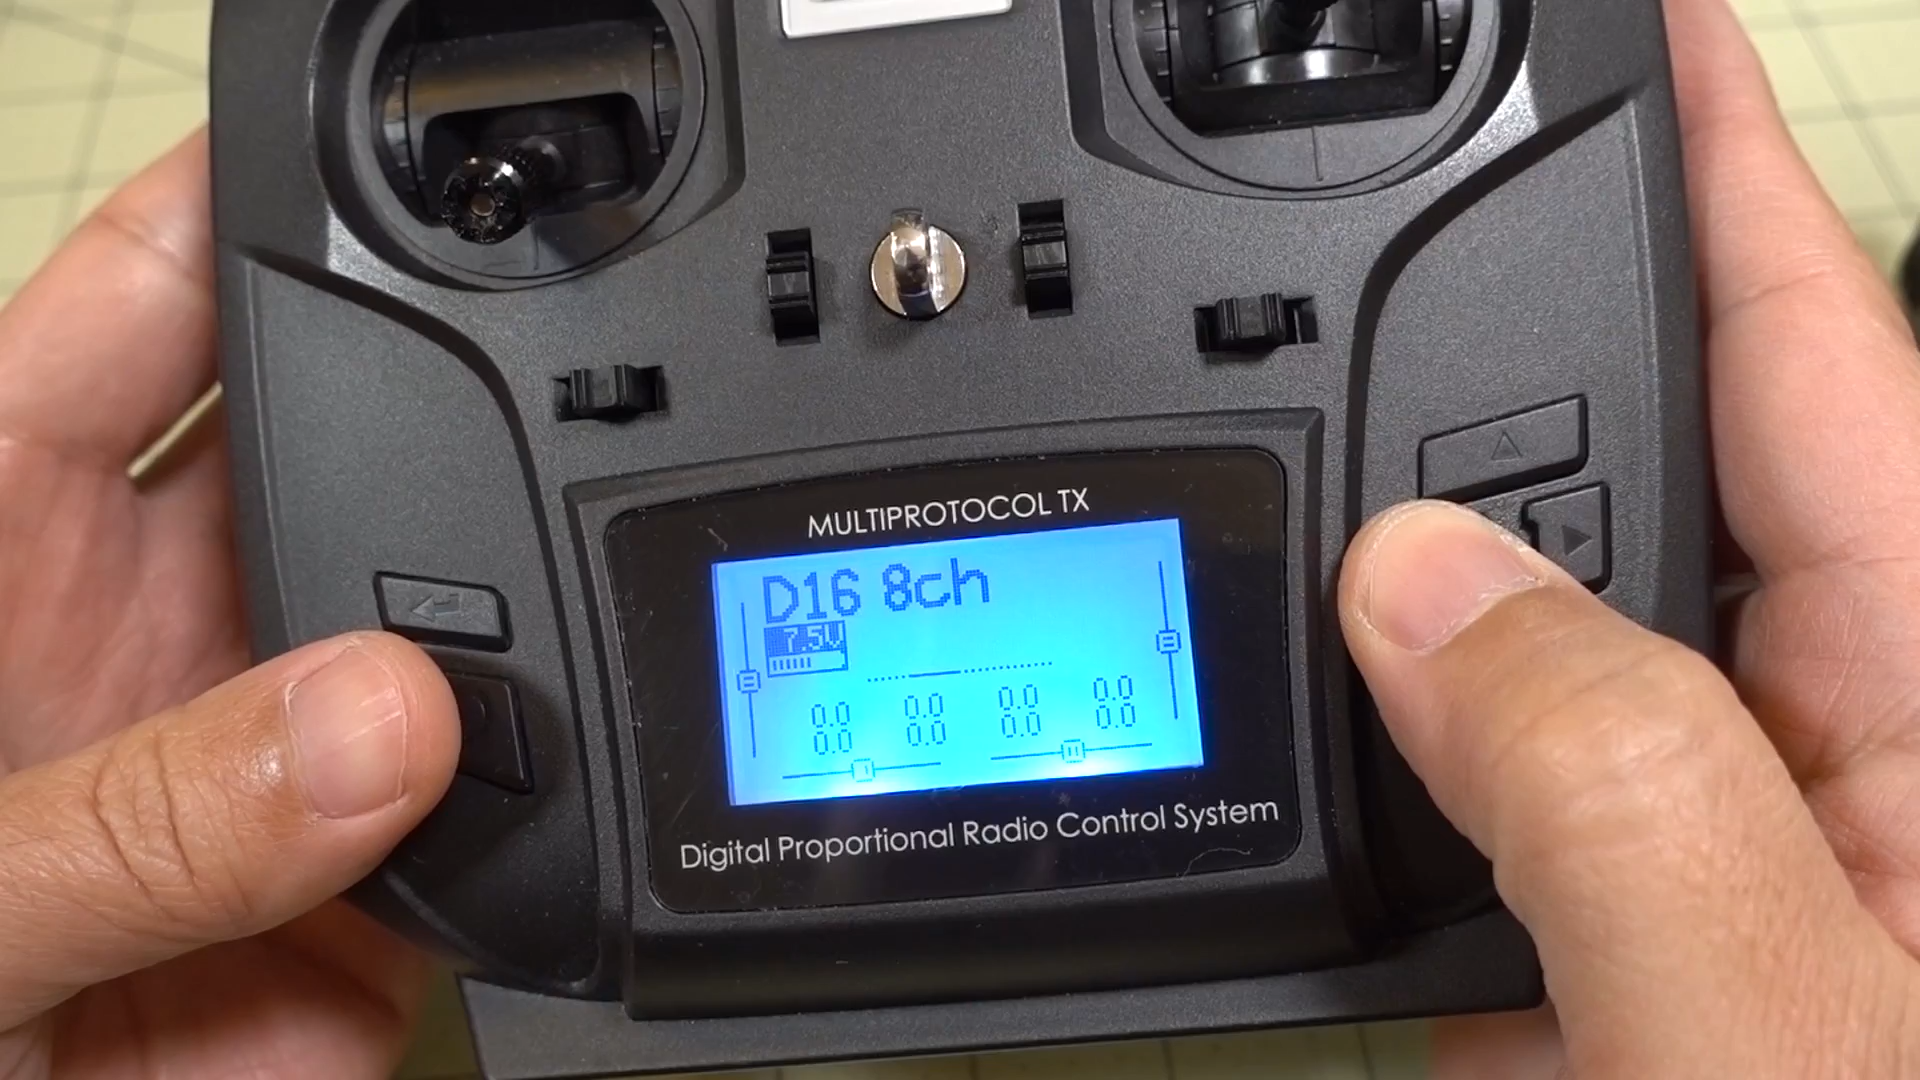 MULTIPROTOCOL TX
D16 8ch
7.5V
0.0 0.0 0.0 0.0
0.0 0.0 0.0 0.0
Digital Proportional Radio Control System